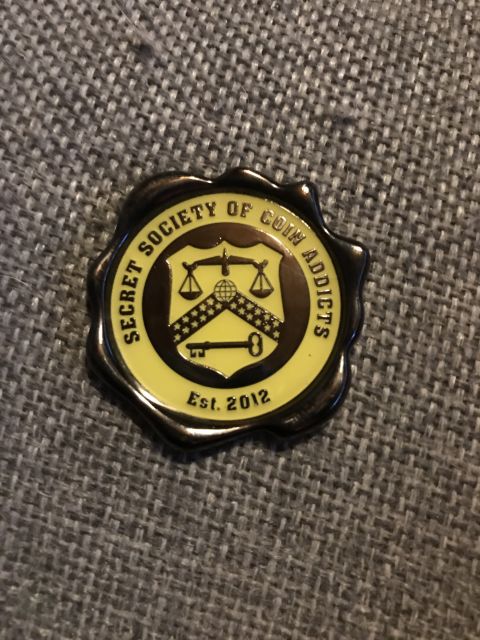 SECRET SOCIETY OF COIN ADDICTS
Est. 2012